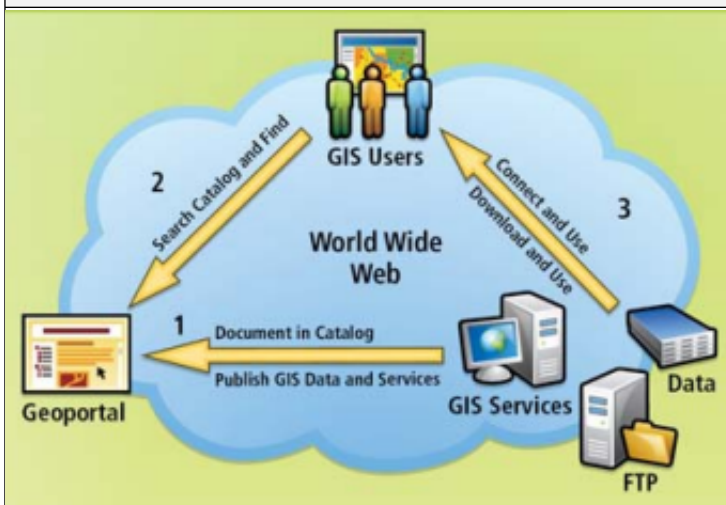 GIS Users
2
Search Catalog and Find
Connect and Use
Download and Use
3
World Wide
Web
1
Document in Catalog
Publish GIS Data and Services
Geoportal
GIS Services
Data
FTP